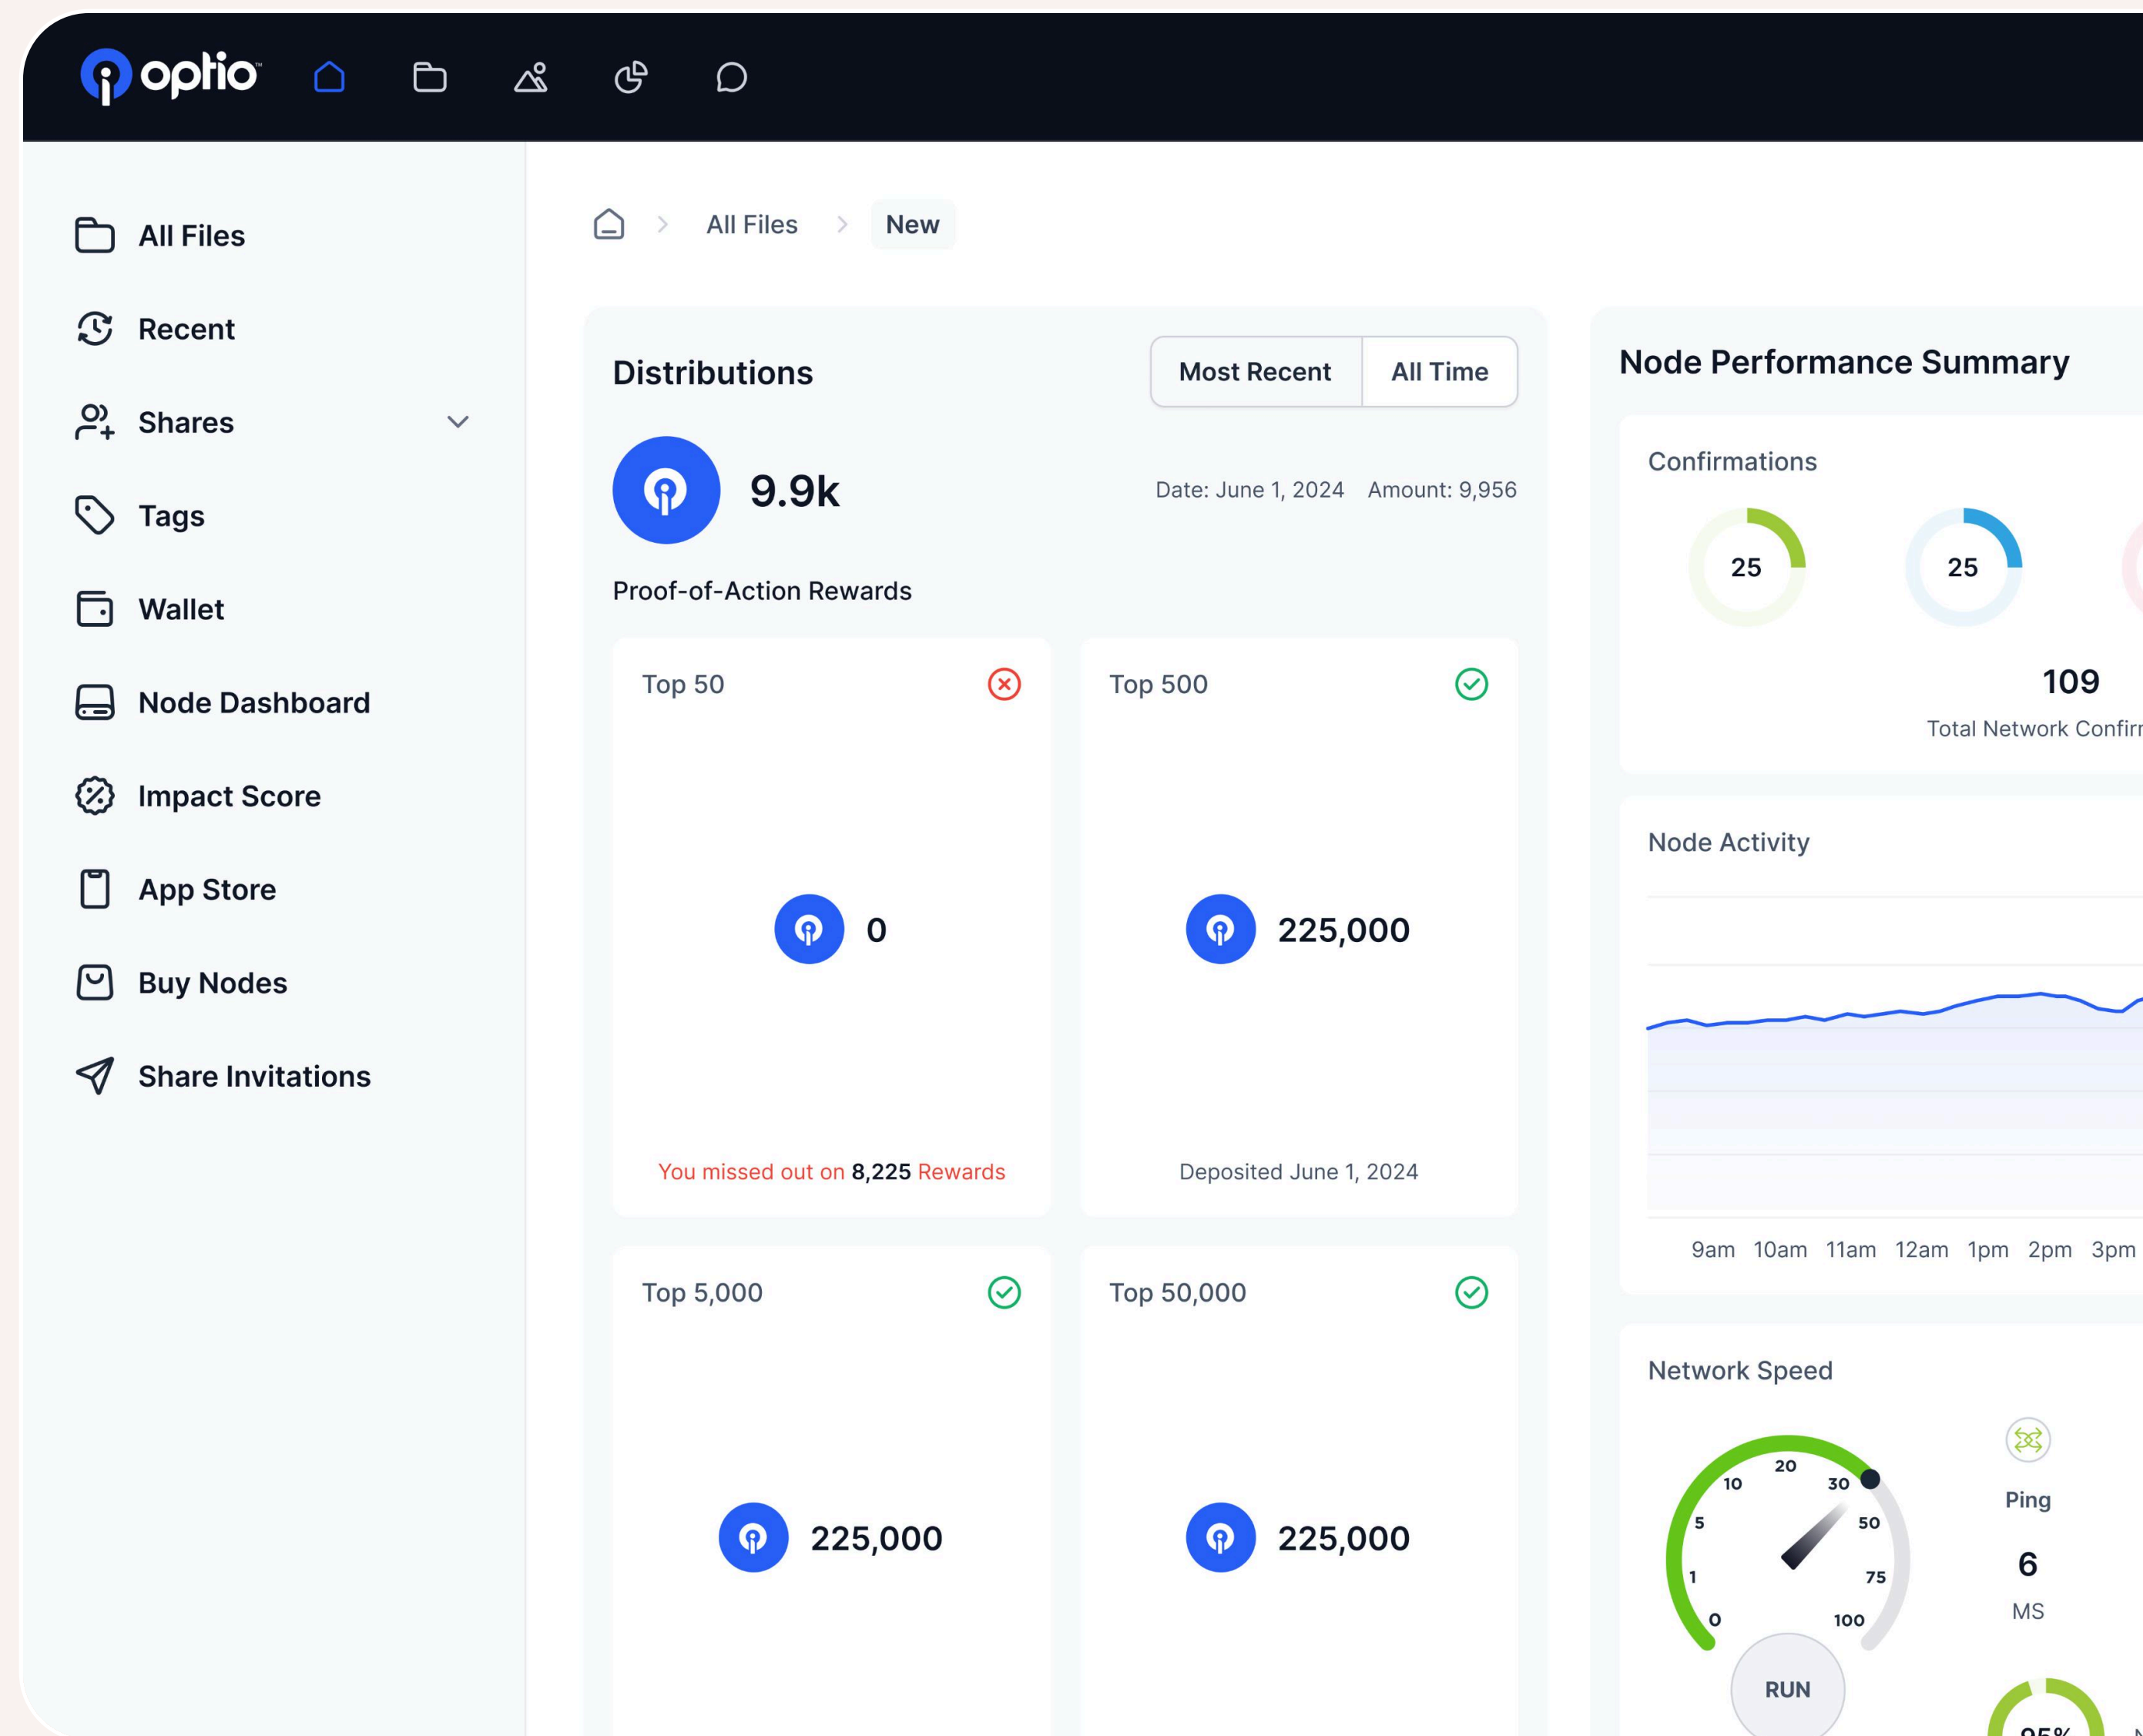 optio™
All Files
Recent
Shares
Tags
Wallet
Node Dashboard
Impact Score
App Store
Buy Nodes
Share Invitations
All Files New
Distributions
Most Recent All Time
9.9k
Date: June 1, 2024 Amount: 9,956
Proof-of-Action Rewards
Top 50
0
You missed out on 8,225 Rewards
Top 500
225,000
Deposited June 1, 2024
Top 5,000
225,000
Top 50,000
225,000
Node Performance Summary
Confirmations
25
25
109
Total Network
Node Activity
9am 10am 11am 12am 1pm 2pm 3pm
Network Speed
0
1
5
10
20
30
50
75
100
RUN
Ping
6
MS
95%